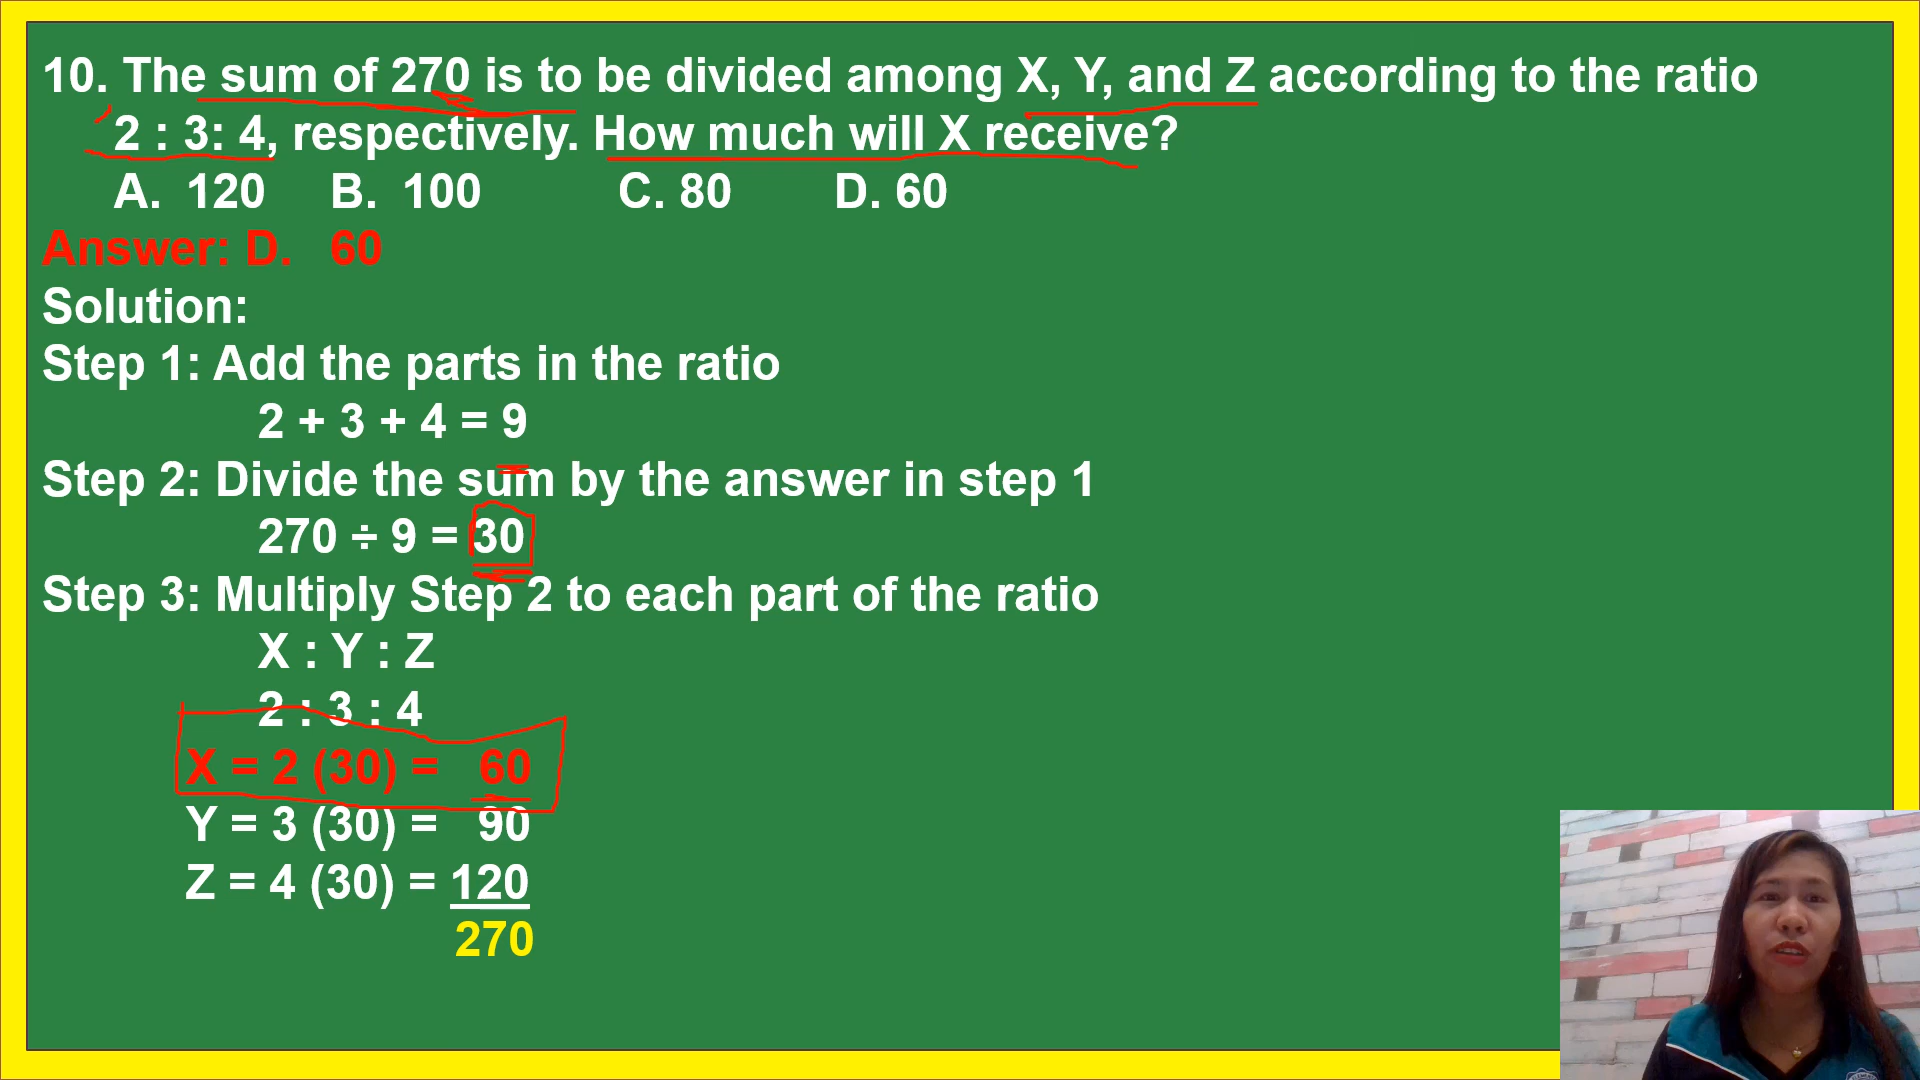 10. The sum of 270 is to be divided among X, Y, and Z according to the ratio
2 : 3: 4, respectively. How much will X receive?
A. 120 B. 100 C. 80 D. 60
Answer: D. 60
Solution:
Step 1: Add the parts in the ratio
2 + 3 + 4 = 9
Step 2: Divide the sum by the answer in step 1
270 ÷ 9 = 30
Step 3: Multiply Step 2 to each part of the ratio
X : Y : Z
2 : 3 : 4
X = 2 (30) = 60
Y = 3 (30) = 90
Z = 4 (30) = 120
270